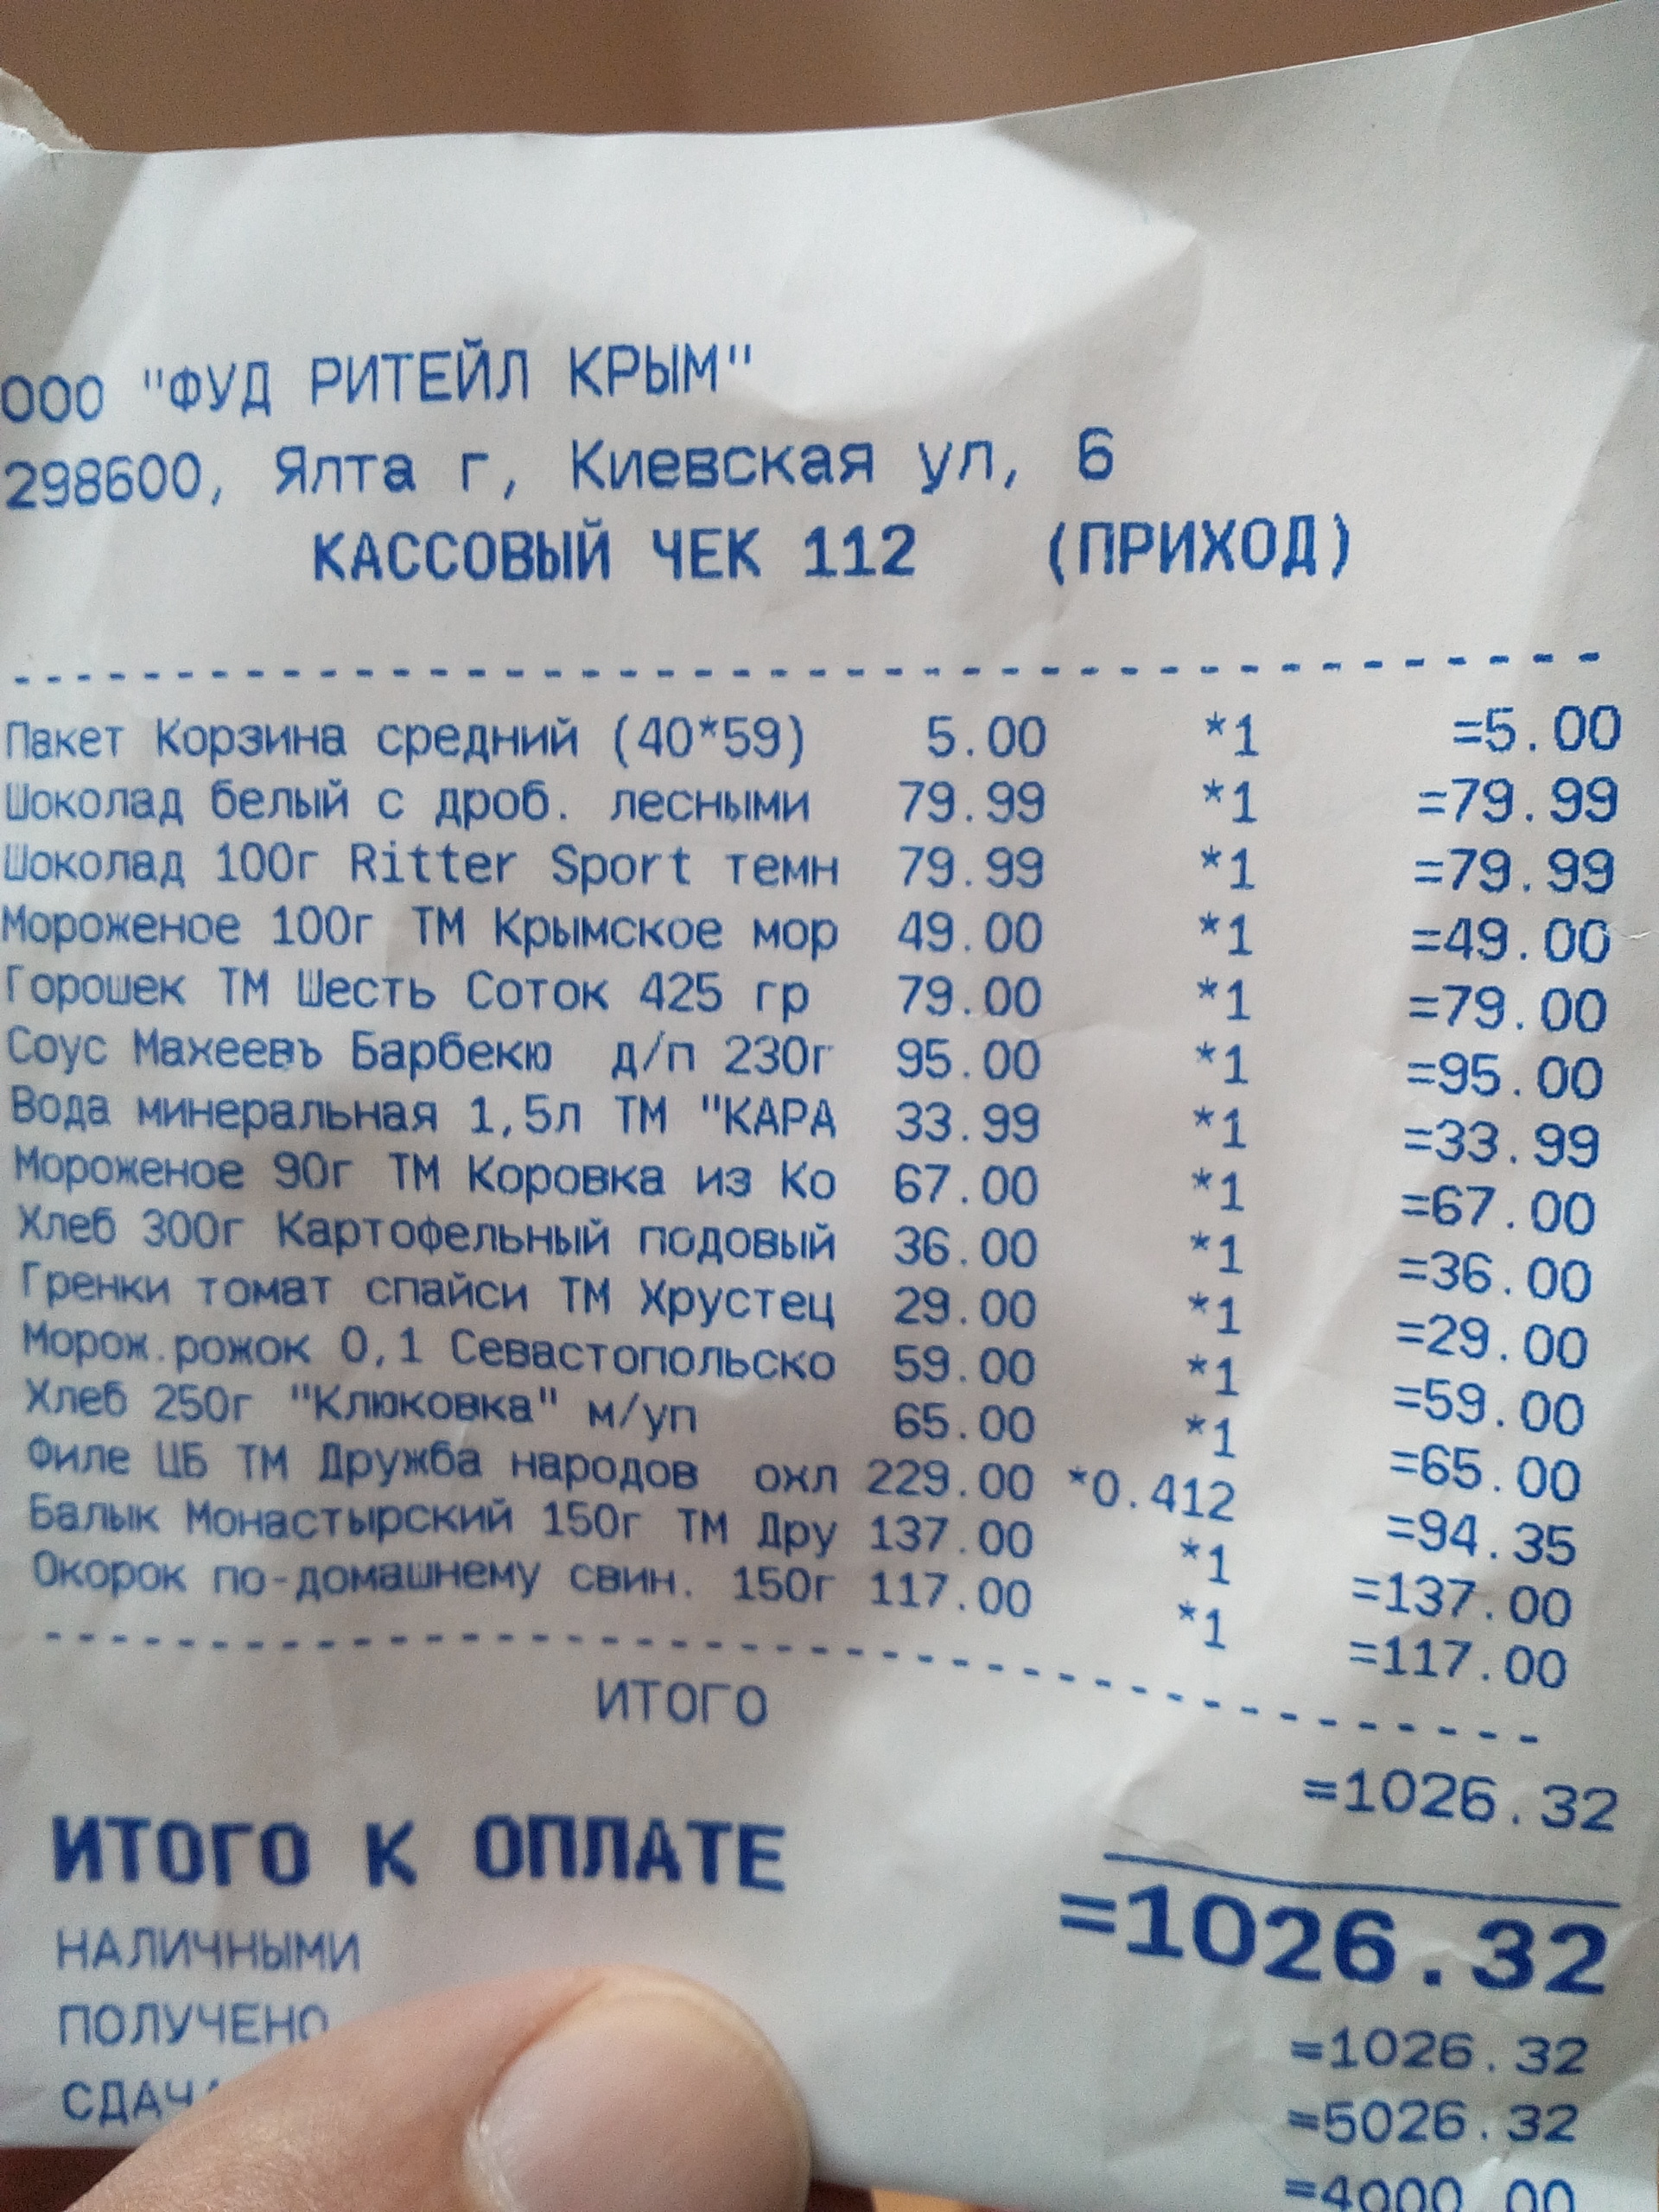 ООО "ФУД РИТЕЙЛ КРЫМ"
298600, Ялта г, Киевская ул, 6
КАССОВЫЙ ЧЕК 112 (ПРИХОД)
Пакет Корзина средний (40*59) 5.00 *1 =5.00
Шоколад белый с дроб. лесными 79.99 *1 =79.99
Шоколад 100г Ritter Sport темн 79.99 *1 =79.99
Мороженое 100г ТМ Крымское мор 49.00 *1 =49.00
Горошек ТМ Шесть Соток 425 гр 79.00 *1 =79.00
Соус Махеевъ Барбекю д/п 230г 95.00 *1 =95.00
Вода минеральная 1,5л ТМ "КАРА 33.99 *1 =33.99
Мороженое 90г ТМ Коровка из Ко 67.00 *1 =67.00
Хлеб 300г Картофельный подовый 36.00 *1 =36.00
Гренки томат спайси ТМ Хрустец 29.00 *1 =29.00
Морож.рожок 0,1 Севастопольско 59.00 *1 =59.00
Хлеб 250г "Клюковка" м/уп 65.00 *1 =65.00
Филе ЦБ ТМ Дружба народов охл 229.00 *0.412 =94.35
Балык Монастырский 150г ТМ Дру 137.00 *1 =137.00
Окорок по-домашнему свин. 150г 117.00 *1 =117.00
ИТОГО =1026.32
ИТОГО К ОПЛАТЕ =1026.32
НАЛИЧНЫМИ =1026.32
ПОЛУЧЕНО =5026.32
СДАЧА =4000.00